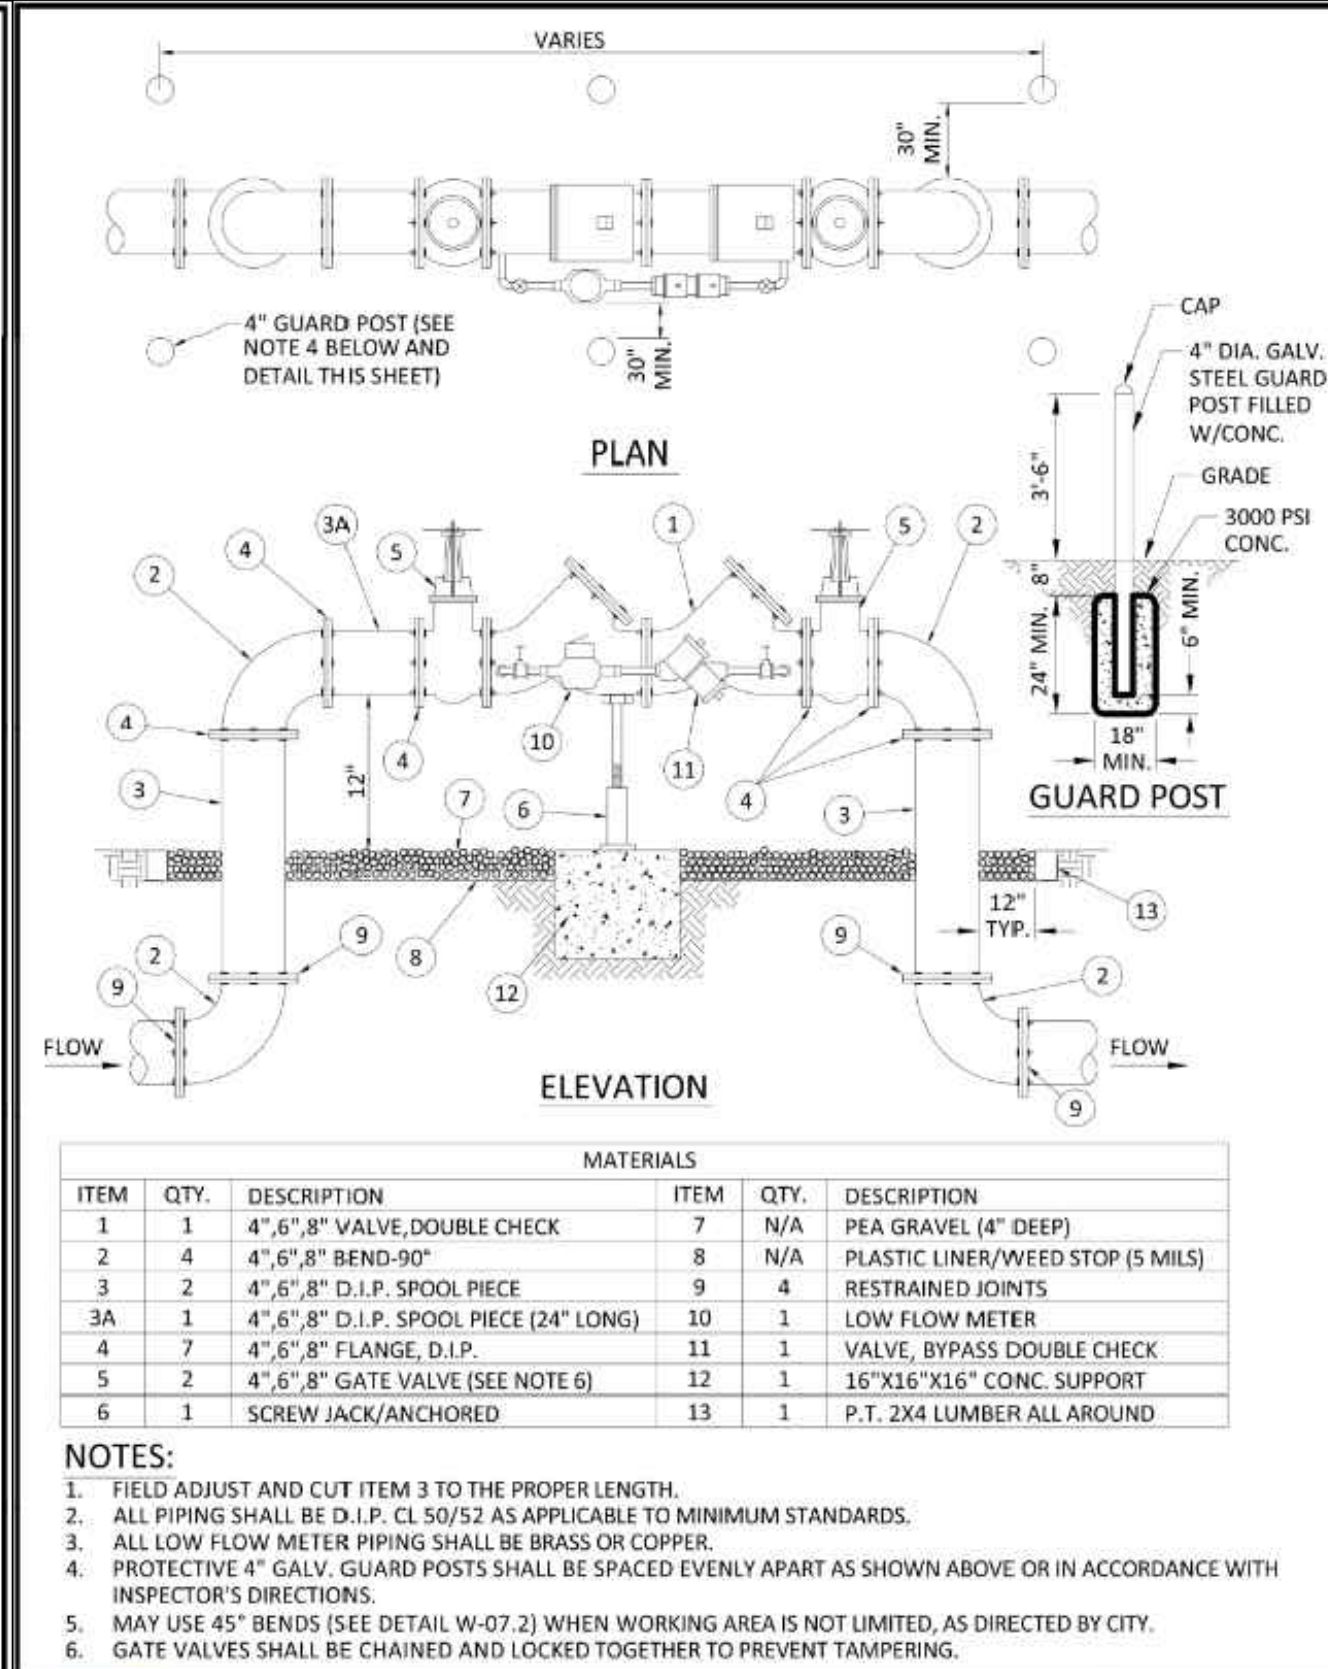 VARIES
30"
MIN.
4" GUARD POST (SEE
NOTE 4 BELOW AND
DETAIL THIS SHEET)
30"
MIN.
PLAN
CAP
4" DIA. GALV.
STEEL GUARD
POST FILLED
W/CONC.
GRADE
3000 PSI
CONC.
3'-6"
8"
24" MIN.
6" MIN.
18"
MIN.
GUARD POST
2
4
3A
5
1
5
2
4
3
4
12"
7
10
6
11
4
3
12"
TYP.
13
9
2
9
8
12
9
2
9
FLOW
FLOW
ELEVATION
MATERIALS
ITEM QTY. DESCRIPTION ITEM QTY. DESCRIPTION
1 1 4",6",8" VALVE,DOUBLE CHECK 7 N/A PEA GRAVEL (4" DEEP)
2 4 4",6",8" BEND-90° 8 N/A PLASTIC LINER/WEED STOP (5 MILS)
3 2 4",6",8" D.I.P. SPOOL PIECE 9 4 RESTRAINED JOINTS
3A 1 4",6",8" D.I.P. SPOOL PIECE (24" LONG) 10 1 LOW FLOW METER
4 7 4",6",8" FLANGE, D.I.P. 11 1 VALVE, BYPASS DOUBLE CHECK
5 2 4",6",8" GATE VALVE (SEE NOTE 6) 12 1 16"X16"X16" CONC. SUPPORT
6 1 SCREW JACK/ANCHORED 13 1 P.T. 2X4 LUMBER ALL AROUND
NOTES:
1. FIELD ADJUST AND CUT ITEM 3 TO THE PROPER LENGTH.
2. ALL PIPING SHALL BE D.I.P. CL 50/52 AS APPLICABLE TO MINIMUM STANDARDS.
3. ALL LOW FLOW METER PIPING SHALL BE BRASS OR COPPER.
4. PROTECTIVE 4" GALV. GUARD POSTS SHALL BE SPACED EVENLY APART AS SHOWN ABOVE OR IN ACCORDANCE WITH
INSPECTOR'S DIRECTIONS.
5. MAY USE 45° BENDS (SEE DETAIL W-07.2) WHEN WORKING AREA IS NOT LIMITED, AS DIRECTED BY CITY.
6. GATE VALVES SHALL BE CHAINED AND LOCKED TOGETHER TO PREVENT TAMPERING.